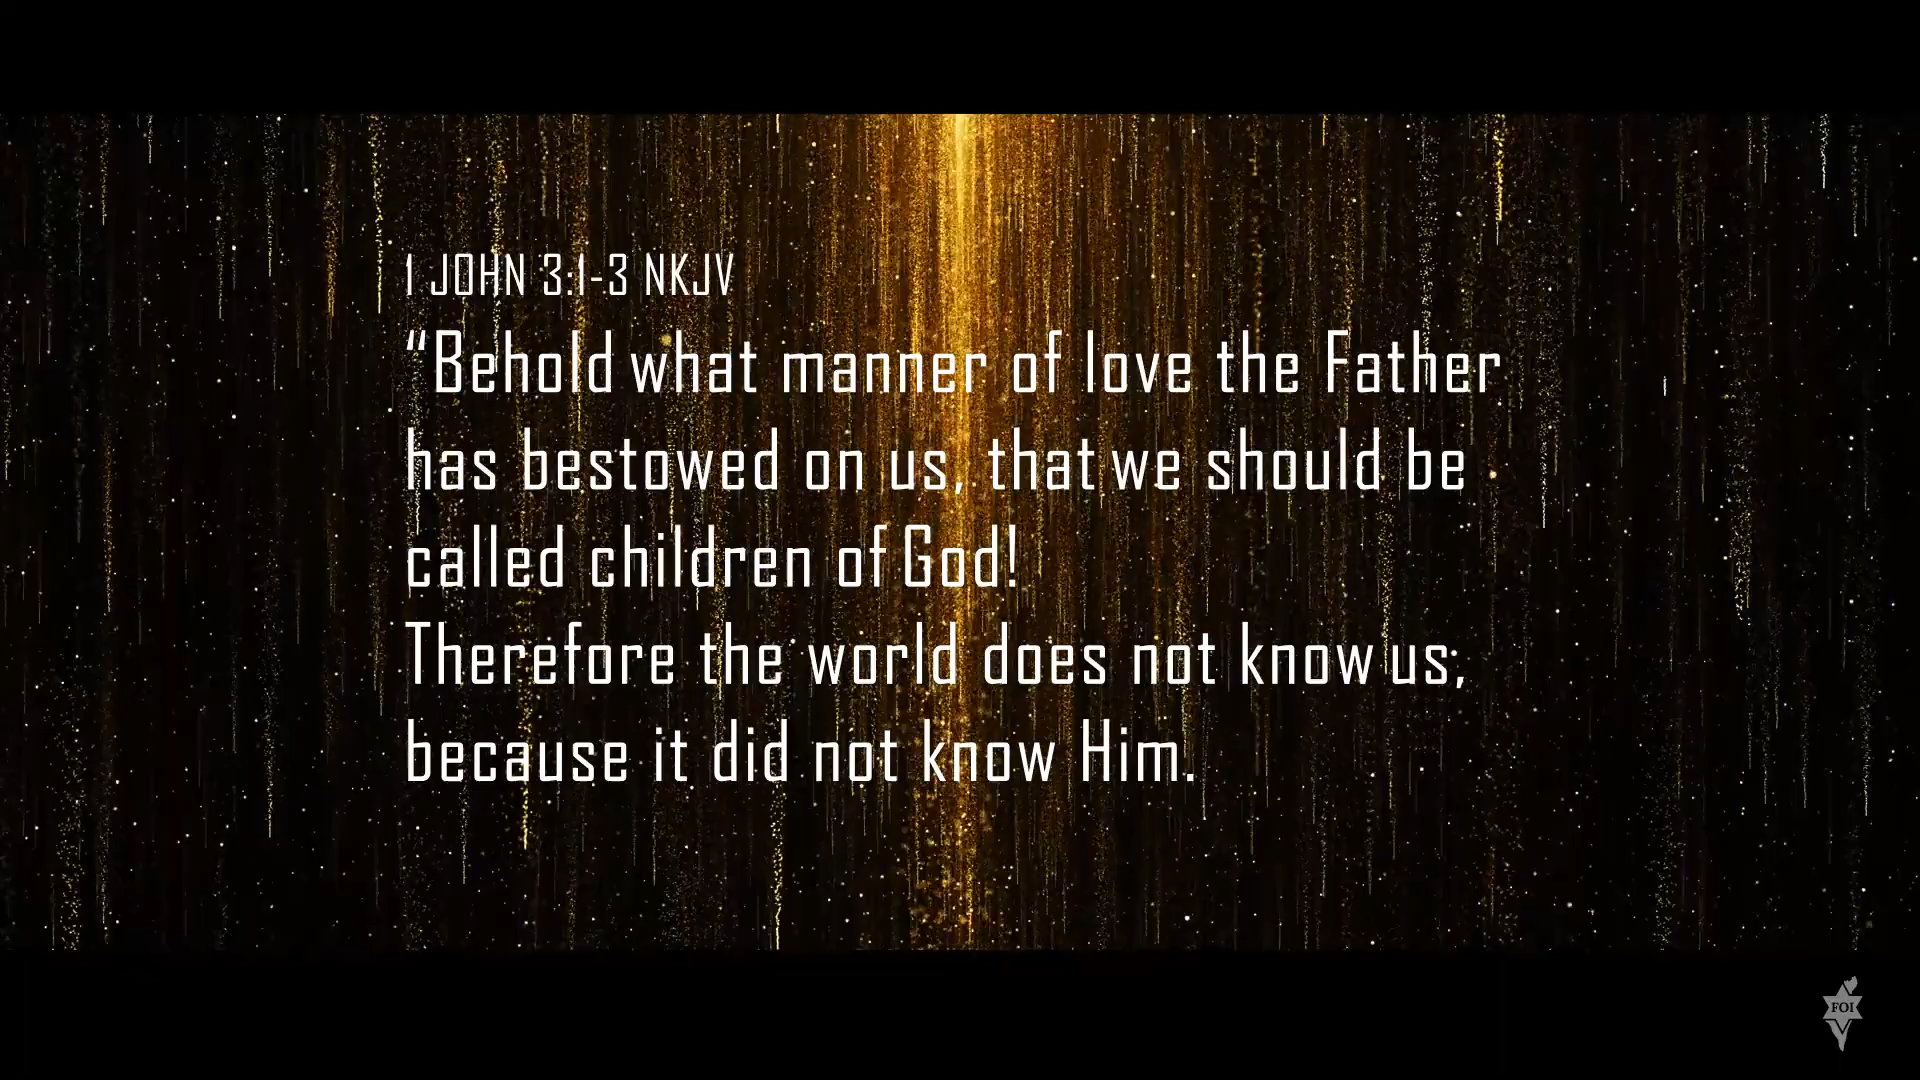 1 JOHN 3:1-3 NKJV
“Behold what manner of love the Father
has bestowed on us, that we should be
called children of God!
Therefore the world does not know us,
because it did not know Him.
FOI